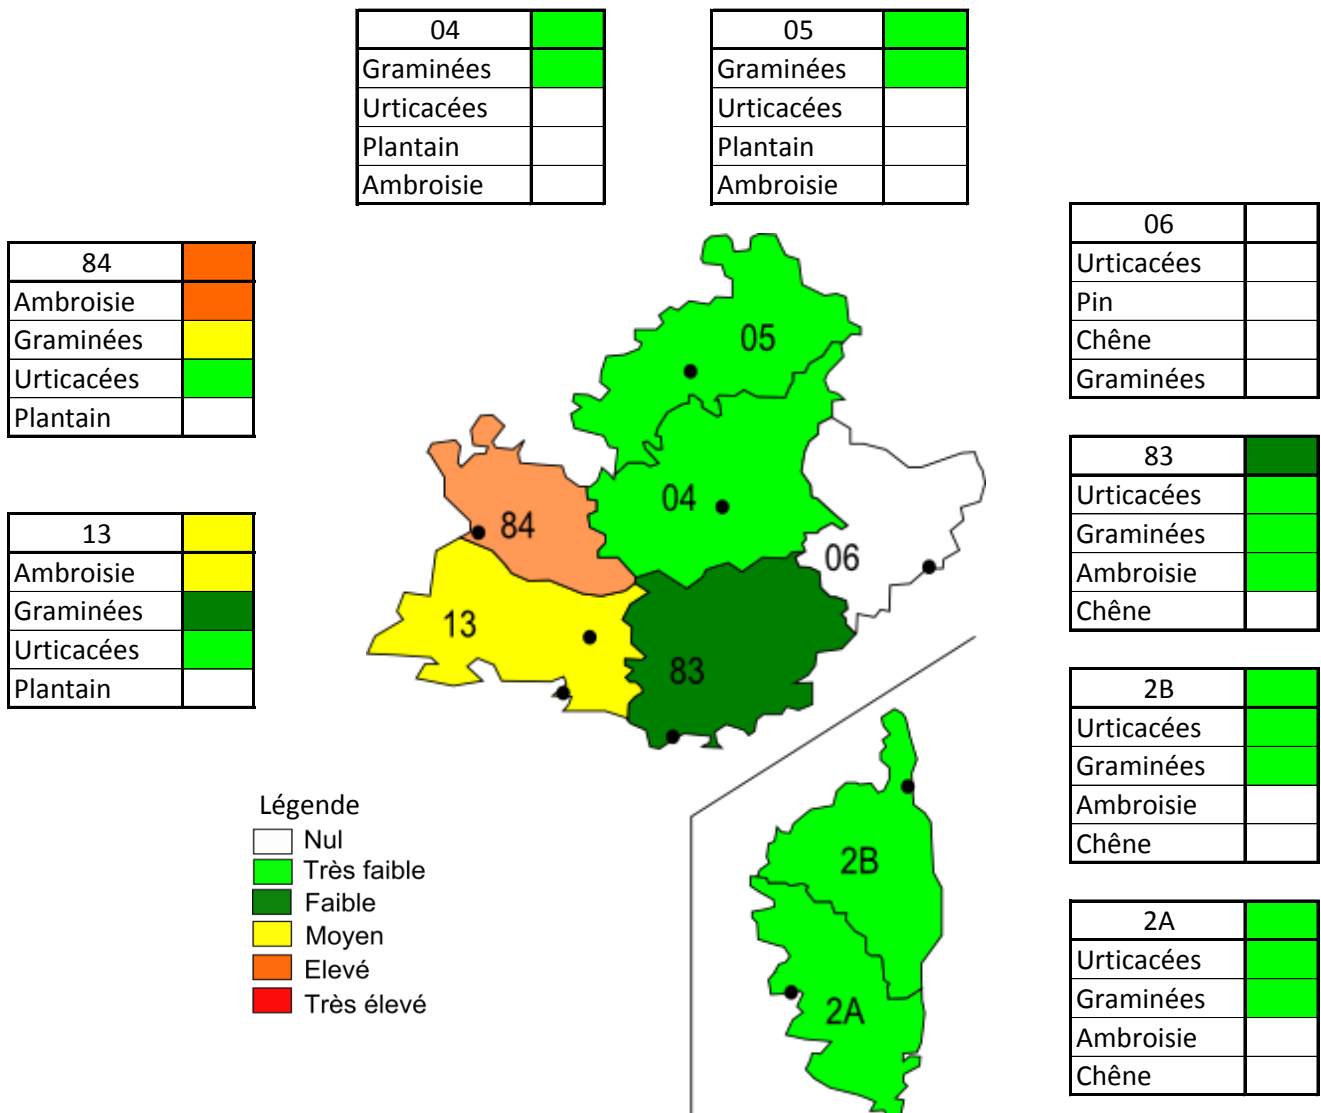 04
Graminées
Urticacées
Plantain
Ambroisie
05
Graminées
Urticacées
Plantain
Ambroisie
06
Urticacées
Pin
Chêne
Graminées
84
Ambroisie
Graminées
Urticacées
Plantain
83
Urticacées
Graminées
Ambroisie
Chêne
13
Ambroisie
Graminées
Urticacées
Plantain
05
04
84
06
13
83
2B
Urticacées
Graminées
Ambroisie
Chêne
Légende
Nul
Très faible
Faible
Moyen
Elevé
Très élevé
2B
2A
2A
Urticacées
Graminées
Ambroisie
Chêne